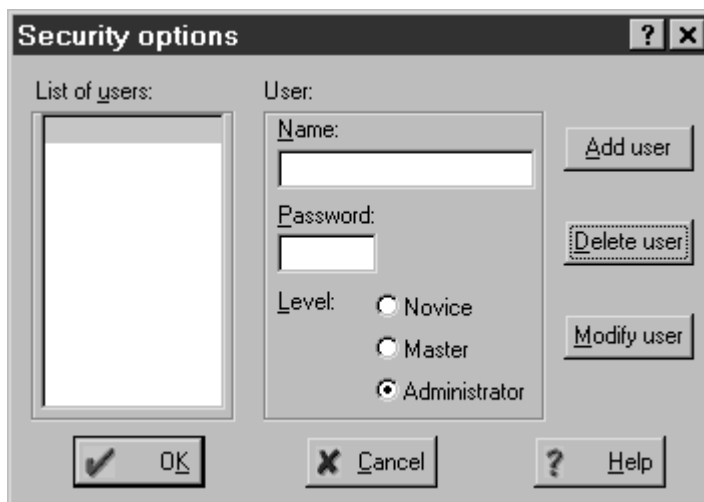 Security options
List of users:
User:
Name:
Add user
Password:
Delete user
Level:
Novice
Master
Modify user
Administrator
OK
Cancel
Help